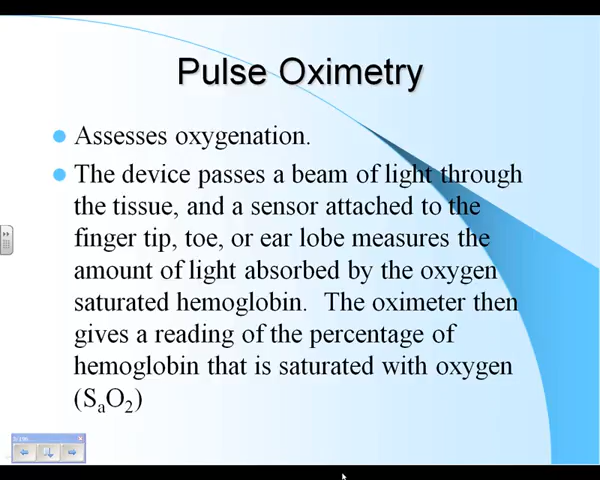 Pulse Oximetry
Assesses oxygenation.
The device passes a beam of light through
the tissue, and a sensor attached to the
finger tip, toe, or ear lobe measures the
amount of light absorbed by the oxygen
saturated hemoglobin.  The oximeter then
gives a reading of the percentage of
hemoglobin that is saturated with oxygen
(SaO2)